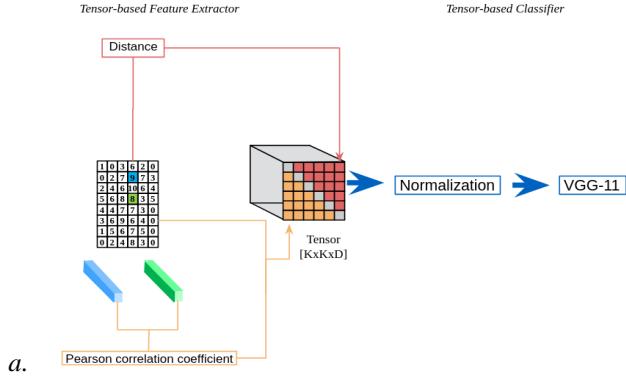 Tensor-based Feature Extractor
Tensor-based Classifier
Distance
1 0 3 6 2 0
0 2 7 9 7 3
2 4 6 10 6 4
5 6 8 8 3 5
4 4 7 7 3 0
3 6 9 6 4 0
1 5 6 7 5 0
0 2 4 8 3 0
Normalization
VGG-11
Tensor
[KxKxD]
Pearson correlation coefficient
a.